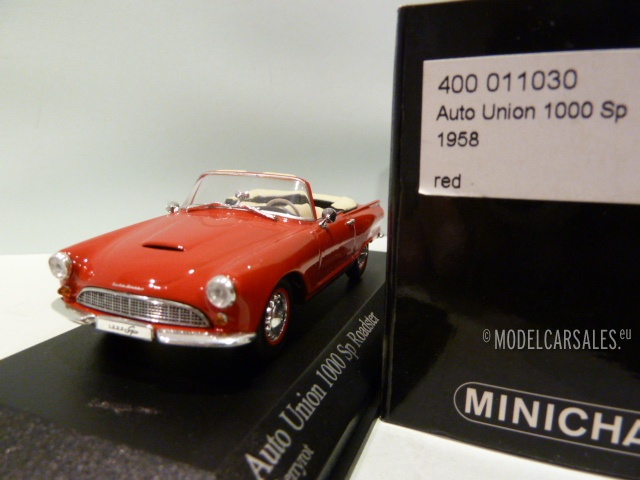 400 011030
Auto Union 1000 Sp
1958
red
© MODELCARSALES.eu
MINICHA
Auto Union 1000 Sp Roadster